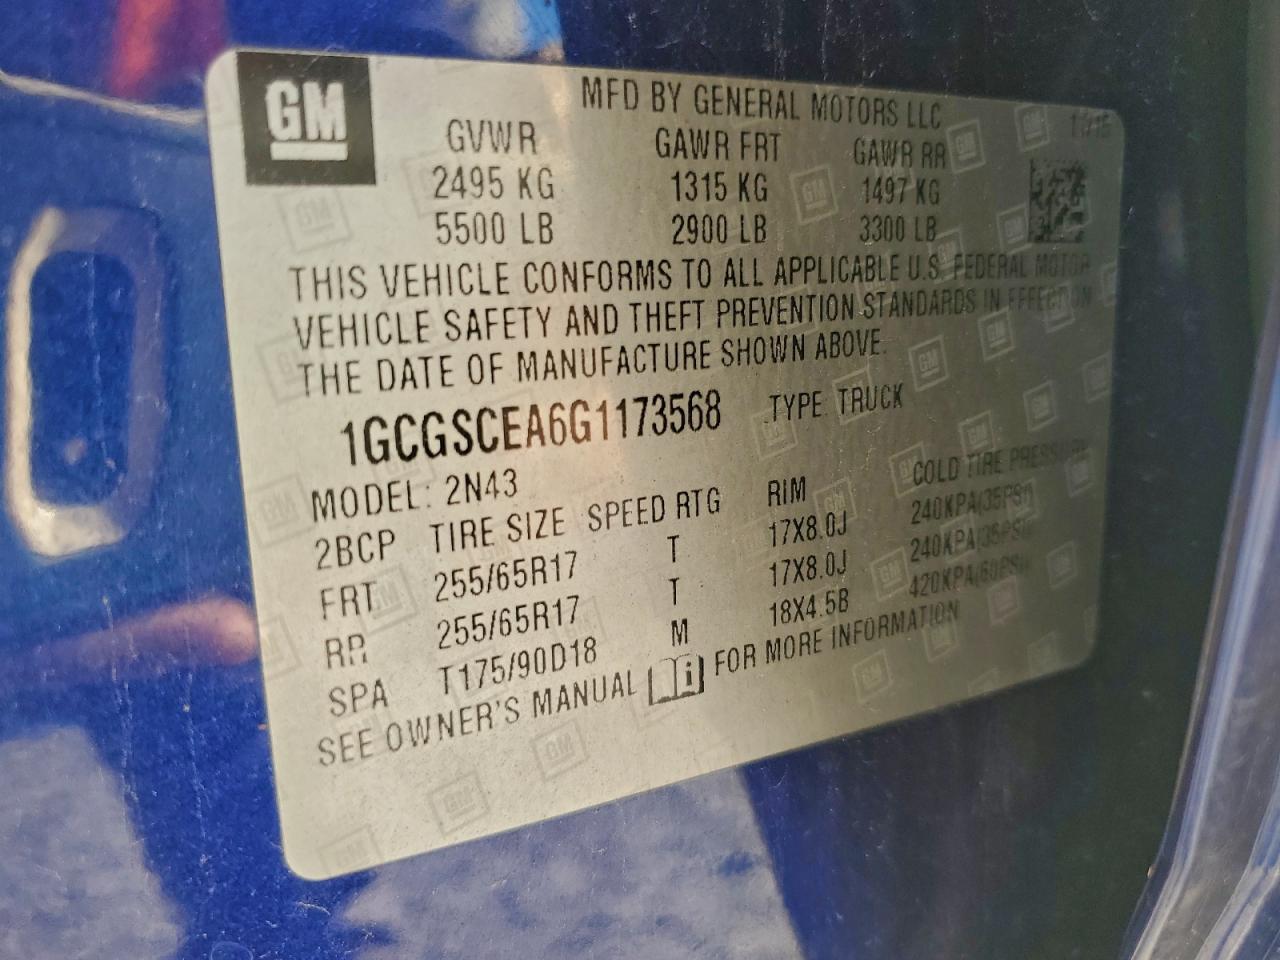 GM
MFD BY GENERAL MOTORS LLC
GVWR GAWR FRT GAWR RR
2495 KG 1315 KG 1497 KG
5500 LB 2900 LB 3300 LB
THIS VEHICLE CONFORMS TO ALL APPLICABLE U.S. FEDERAL MOTOR
VEHICLE SAFETY AND THEFT PREVENTION STANDARDS IN EFFECT ON
THE DATE OF MANUFACTURE SHOWN ABOVE.
1GCGSCEA6G1173568 TYPE: TRUCK
MODEL: 2N43
2BCP TIRE SIZE SPEED RTG RIM COLD TIRE PRESSURE
FRT 255/65R17 T 17X8.0J 240KPA(35PSI)
RR 255/65R17 T 17X8.0J 240KPA(35PSI)
SPA T175/90D18 M 18X4.5B 420KPA(60PSI)
SEE OWNER'S MANUAL FOR MORE INFORMATION